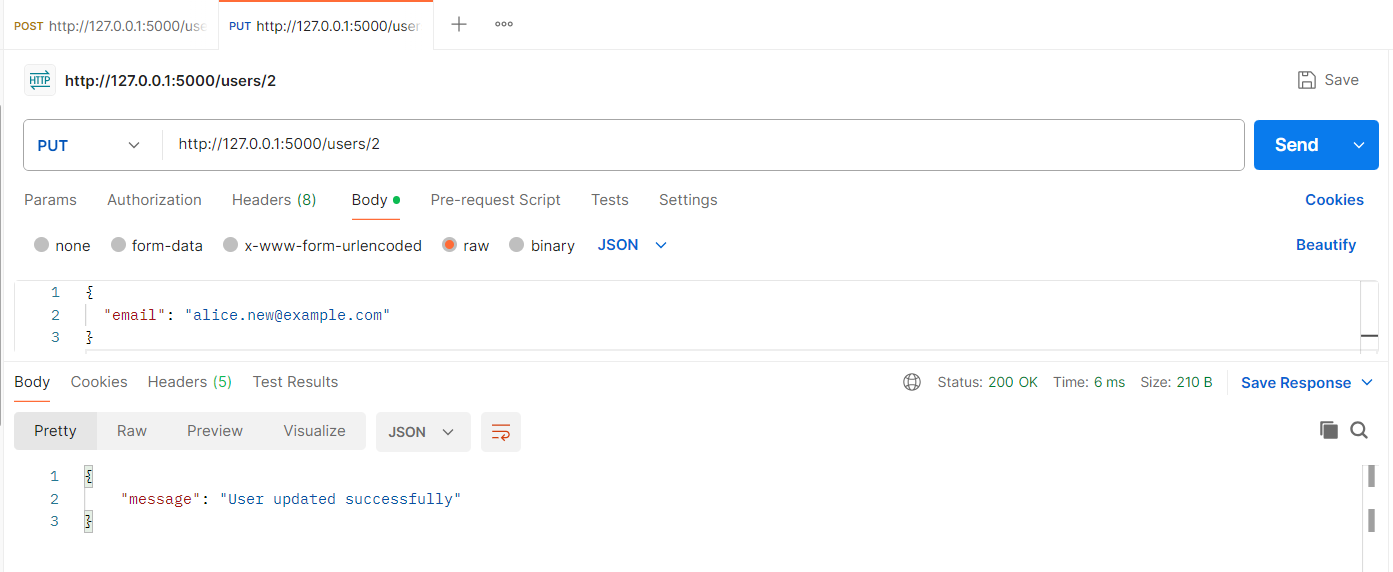 POST http://127.0.0.1:5000/use PUT http://127.0.0.1:5000/user
HTTP http://127.0.0.1:5000/users/2 Save
PUT http://127.0.0.1:5000/users/2 Send
Params Authorization Headers (8) Body Pre-request Script Tests Settings Cookies
none form-data x-www-form-urlencoded raw binary JSON Beautify
1 {
2 "email": "alice.new@example.com"
3 }
Body Cookies Headers (5) Test Results Status: 200 OK Time: 6 ms Size: 210 B Save Response
Pretty Raw Preview Visualize JSON
1 {
2 "message": "User updated successfully"
3 }